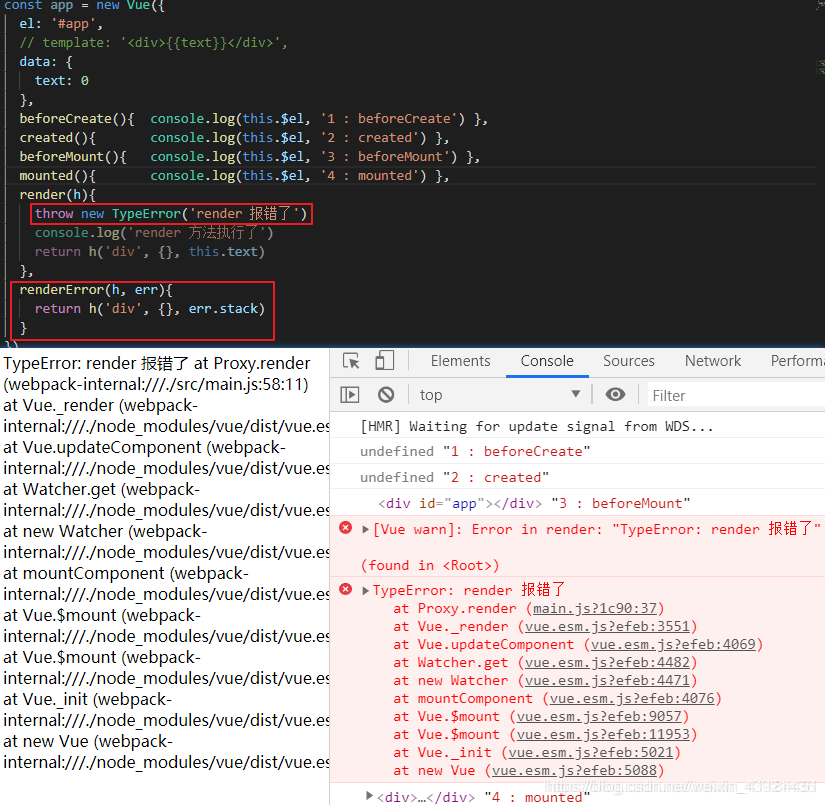 const app = new Vue({
el: '#app',
// template: '<div>{{text}}</div>',
data: {
text: 0
},
beforeCreate(){  console.log(this.$el, '1 : beforeCreate') },
created(){       console.log(this.$el, '2 : created') },
beforeMount(){   console.log(this.$el, '3 : beforeMount') },
mounted(){       console.log(this.$el, '4 : mounted') },
render(h){
throw new TypeError('render 报错了')
console.log('render 方法执行了')
return h('div', {}, this.text)
},
renderError(h, err){
return h('div', {}, err.stack)
}
})
TypeError: render 报错了 at Proxy.render
(webpack-internal:///./src/main.js:58:11)
at Vue._render (webpack-
internal:///./node_modules/vue/dist/vue.es
at Vue.updateComponent (webpack-
internal:///./node_modules/vue/dist/vue.es
at Watcher.get (webpack-
internal:///./node_modules/vue/dist/vue.es
at new Watcher (webpack-
internal:///./node_modules/vue/dist/vue.es
at mountComponent (webpack-
internal:///./node_modules/vue/dist/vue.es
at Vue.$mount (webpack-
internal:///./node_modules/vue/dist/vue.es
at Vue.$mount (webpack-
internal:///./node_modules/vue/dist/vue.es
at Vue._init (webpack-
internal:///./node_modules/vue/dist/vue.es
at new Vue (webpack-
internal:///./node_modules/vue/dist/vue.es
Elements Console Sources Network Performa
top Filter
[HMR] Waiting for update signal from WDS...
undefined "1 : beforeCreate"
undefined "2 : created"
<div id="app"></div> "3 : beforeMount"
[Vue warn]: Error in render: "TypeError: render 报错了"
(found in <Root>)
TypeError: render 报错了
at Proxy.render (main.js?1c90:37)
at Vue._render (vue.esm.js?efeb:3551)
at Vue.updateComponent (vue.esm.js?efeb:4069)
at Watcher.get (vue.esm.js?efeb:4482)
at new Watcher (vue.esm.js?efeb:4471)
at mountComponent (vue.esm.js?efeb:4076)
at Vue.$mount (vue.esm.js?efeb:9057)
at Vue.$mount (vue.esm.js?efeb:11953)
at Vue._init (vue.esm.js?efeb:5021)
at new Vue (vue.esm.js?efeb:5088)
<div>…</div> "4 : mounted"